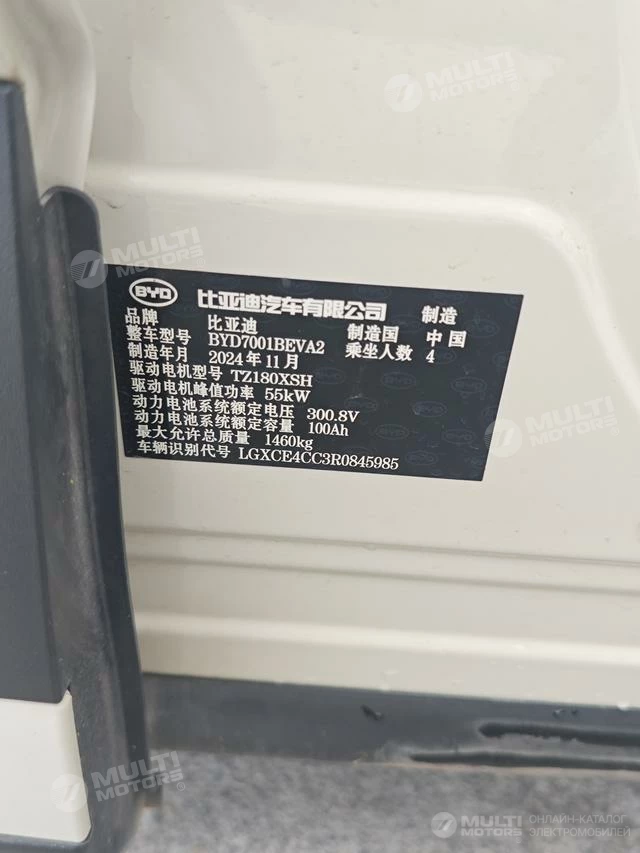 MULTI
MOTORS
MULTI
MOTORS®
BYD 比亚迪汽车有限公司 制造
品牌 比亚迪 制造国 中国
整车型号 BYD7001BEVA2 乘坐人数 4
制造年月 2024年11月
驱动电机型号 TZ180XSH
驱动电机峰值功率 55kW
动力电池系统额定电压 300.8V
动力电池系统额定容量 100Ah
最大允许总质量 1460kg
车辆识别代号 LGXCE4CC3R0845985
MULTI
MOTORS
MULTI
MOTORS®
MULTI
MOTORS
ОНЛАЙН-КАТАЛОГ
ЭЛЕКТРОМОБИЛЕЙ